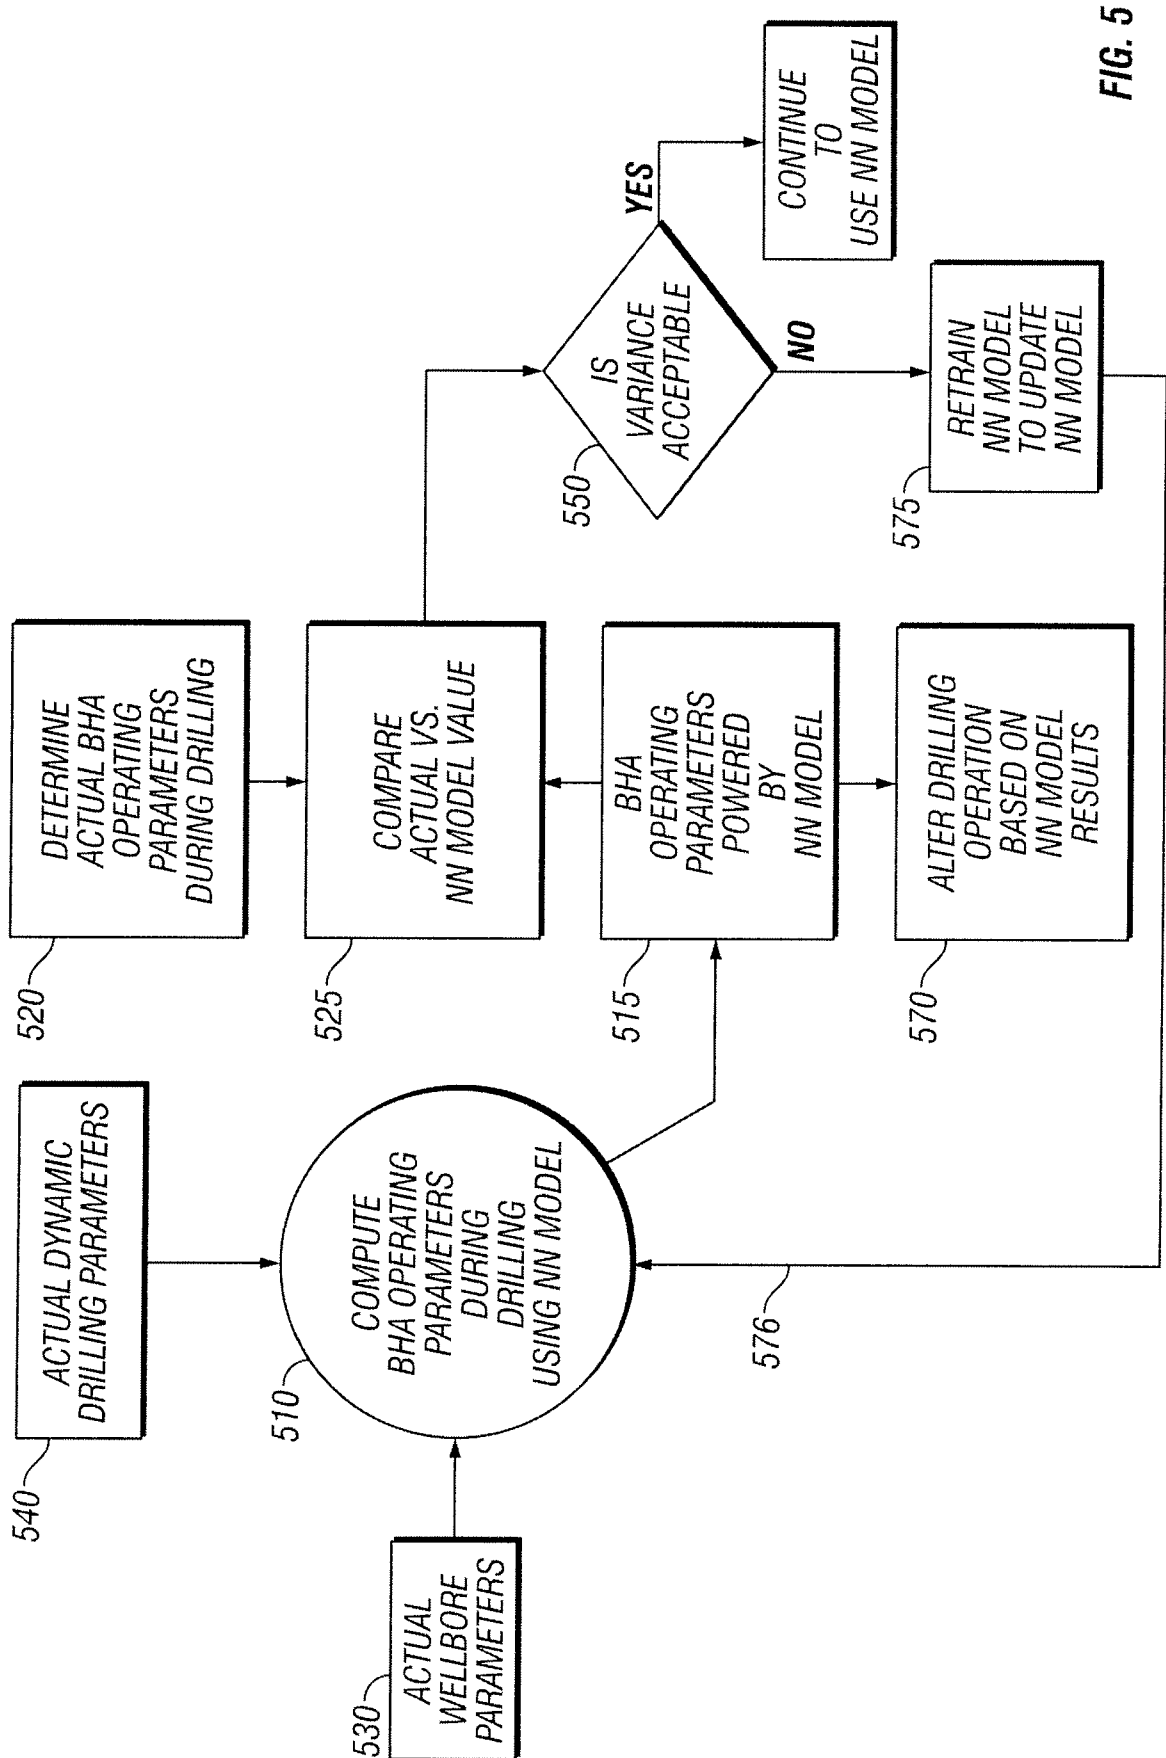 540
ACTUAL DYNAMIC
DRILLING PARAMETERS
530
ACTUAL
WELLBORE
PARAMETERS
510
COMPUTE
BHA OPERATING
PARAMETERS
DURING
DRILLING
USING NN MODEL
576
520
DETERMINE
ACTUAL BHA
OPERATING
PARAMETERS
DURING DRILLING
525
COMPARE
ACTUAL VS.
NN MODEL VALUE
515
BHA
OPERATING
PARAMETERS
POWERED
BY
NN MODEL
570
ALTER DRILLING
OPERATION
BASED ON
NN MODEL
RESULTS
550
IS
VARIANCE
ACCEPTABLE
YES
NO
CONTINUE
TO
USE NN MODEL
575
RETRAIN
NN MODEL
TO UPDATE
NN MODEL
FIG. 5